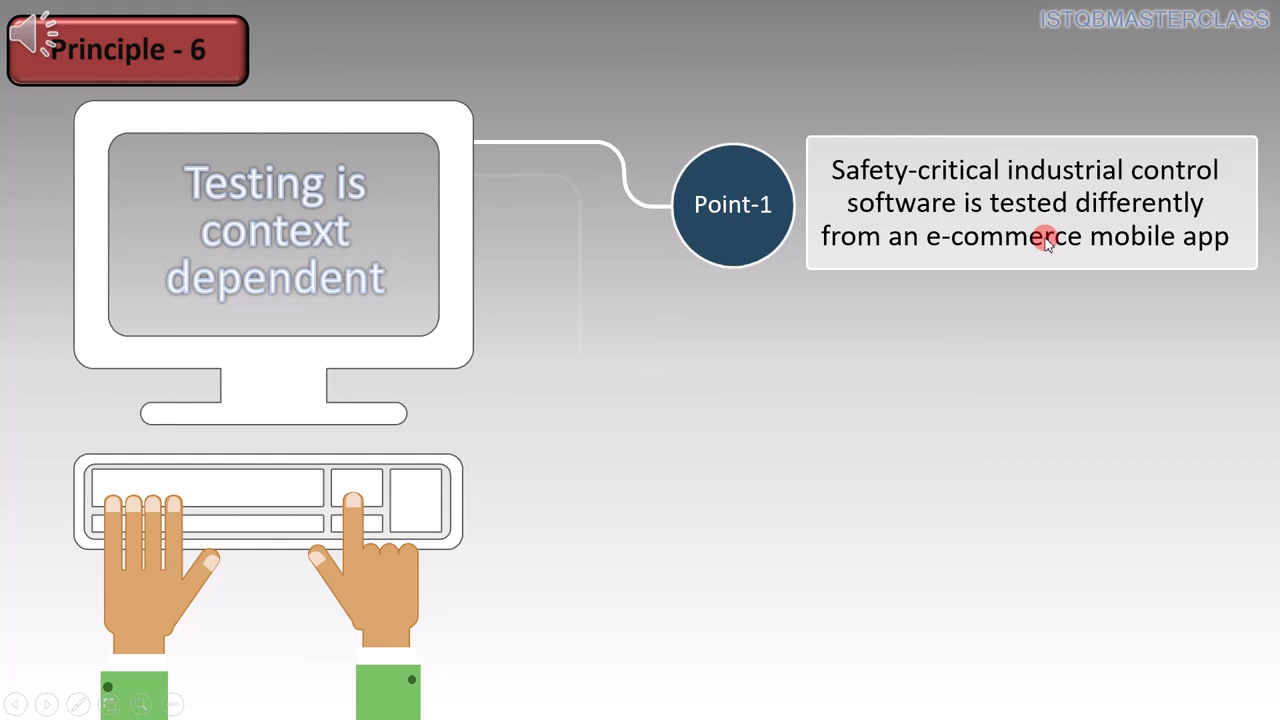 Principle - 6
ISTQBMASTERCLASS
Testing is
context
dependent
Point-1
Safety-critical industrial control
software is tested differently
from an e-commerce mobile app